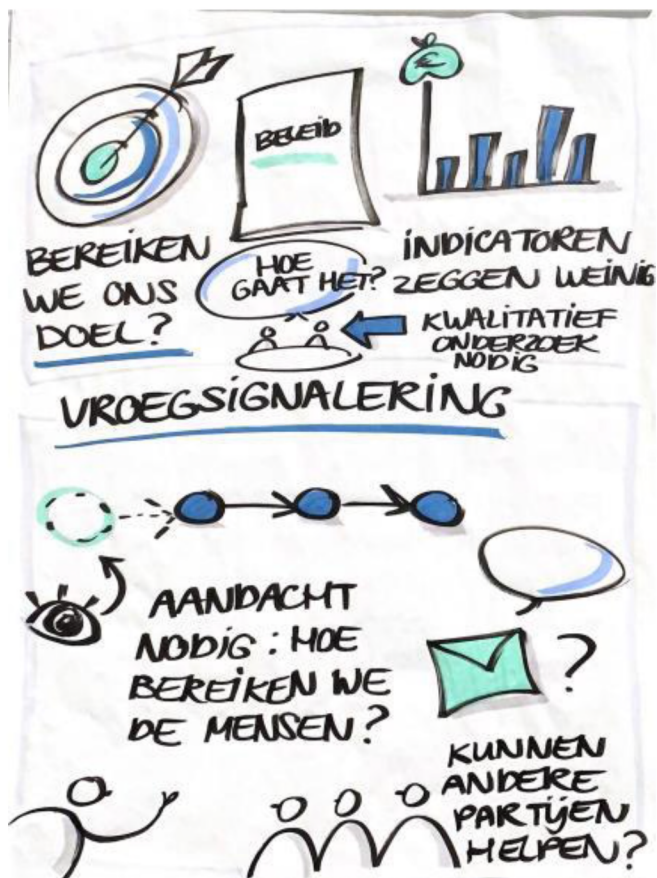 BELEID
€
BEREIKEN
WE ONS
DOEL?
HOE
GAAT HET?
INDICATOREN
ZEGGEN WEINIG
KWALITATIEF
ONDERZOEK
NODIG
VROEGSIGNALERING
AANDACHT
NODIG: HOE
BEREIKEN WE
DE MENSEN?
?
KUNNEN
ANDERE
PARTIJEN
HELPEN?